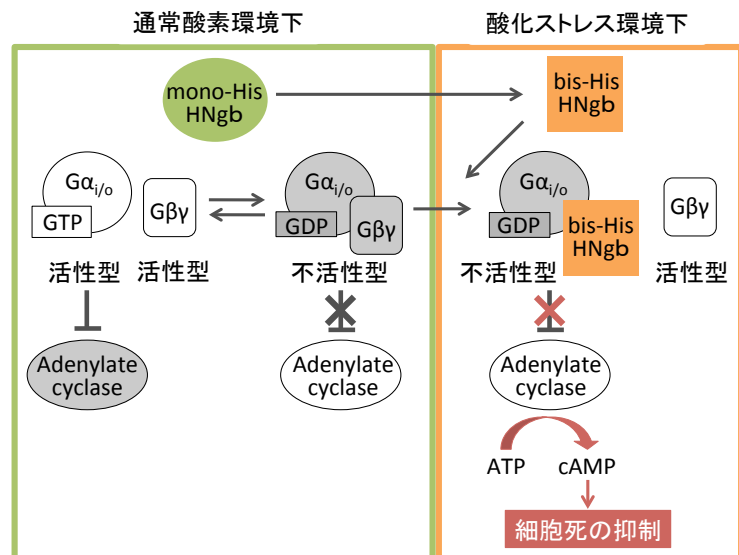 通常酸素環境下
酸化ストレス環境下
mono-His
HNgb
bis-His
HNgb
Gαi/o
GTP
Gβγ
Gαi/o
GDP
Gβγ
Gαi/o
GDP
bis-His
HNgb
Gβγ
活性型
活性型
不活性型
不活性型
活性型
Adenylate
cyclase
Adenylate
cyclase
Adenylate
cyclase
ATP
cAMP
細胞死の抑制